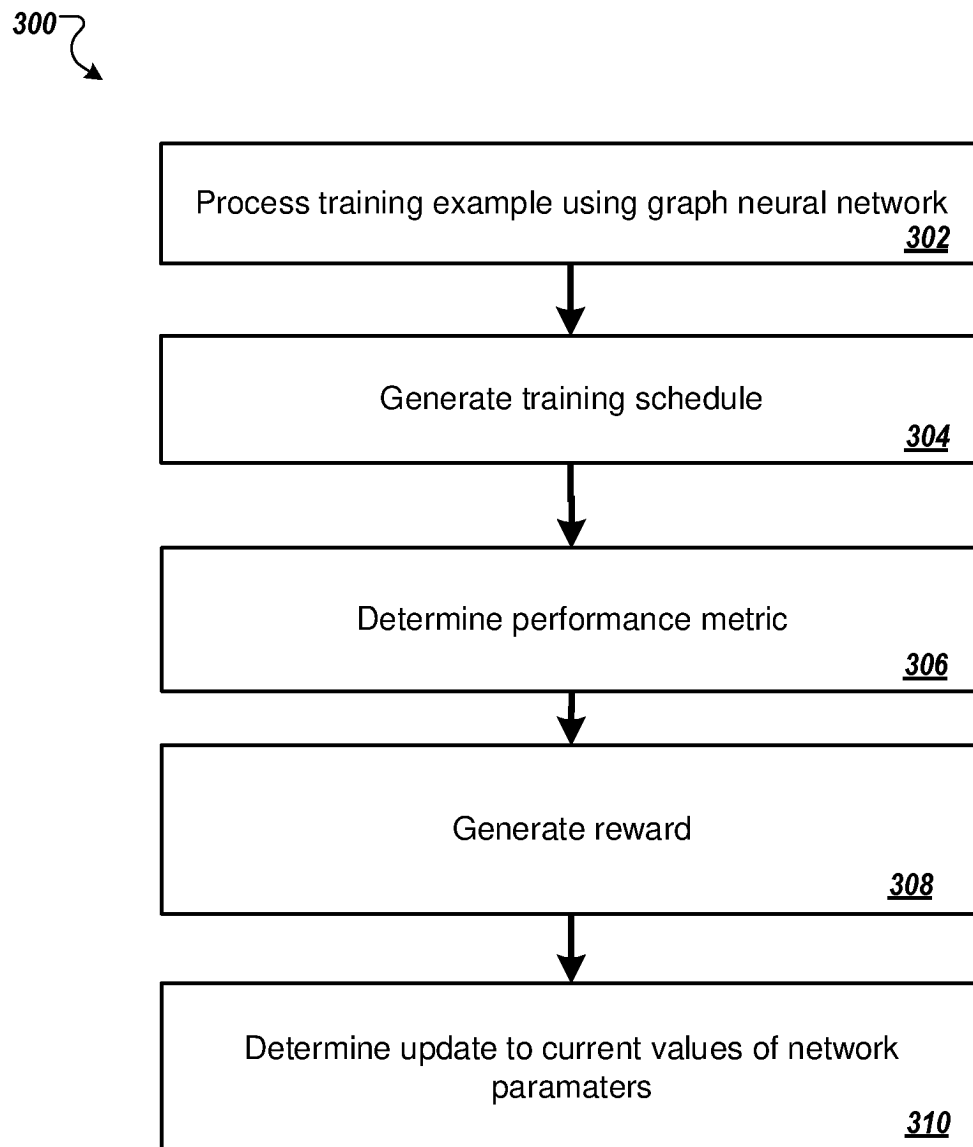 300
Process training example using graph neural network
302
Generate training schedule
304
Determine performance metric
306
Generate reward
308
Determine update to current values of network
paramaters
310